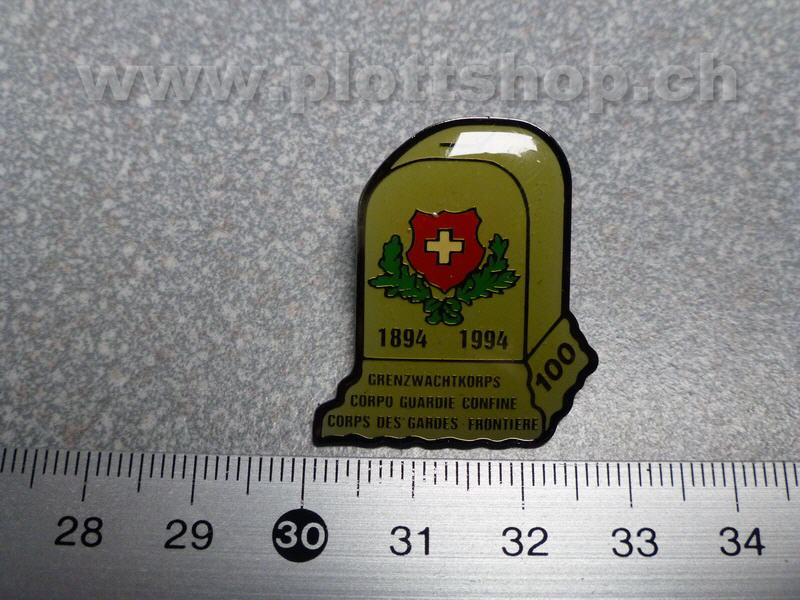 www.plottshop.ch
1894 1994
100
GRENZWACHTKORPS
CORPO GUARDIE CONFINE
CORPS DES GARDES-FRONTIERE
28 29 30 31 32 33 34